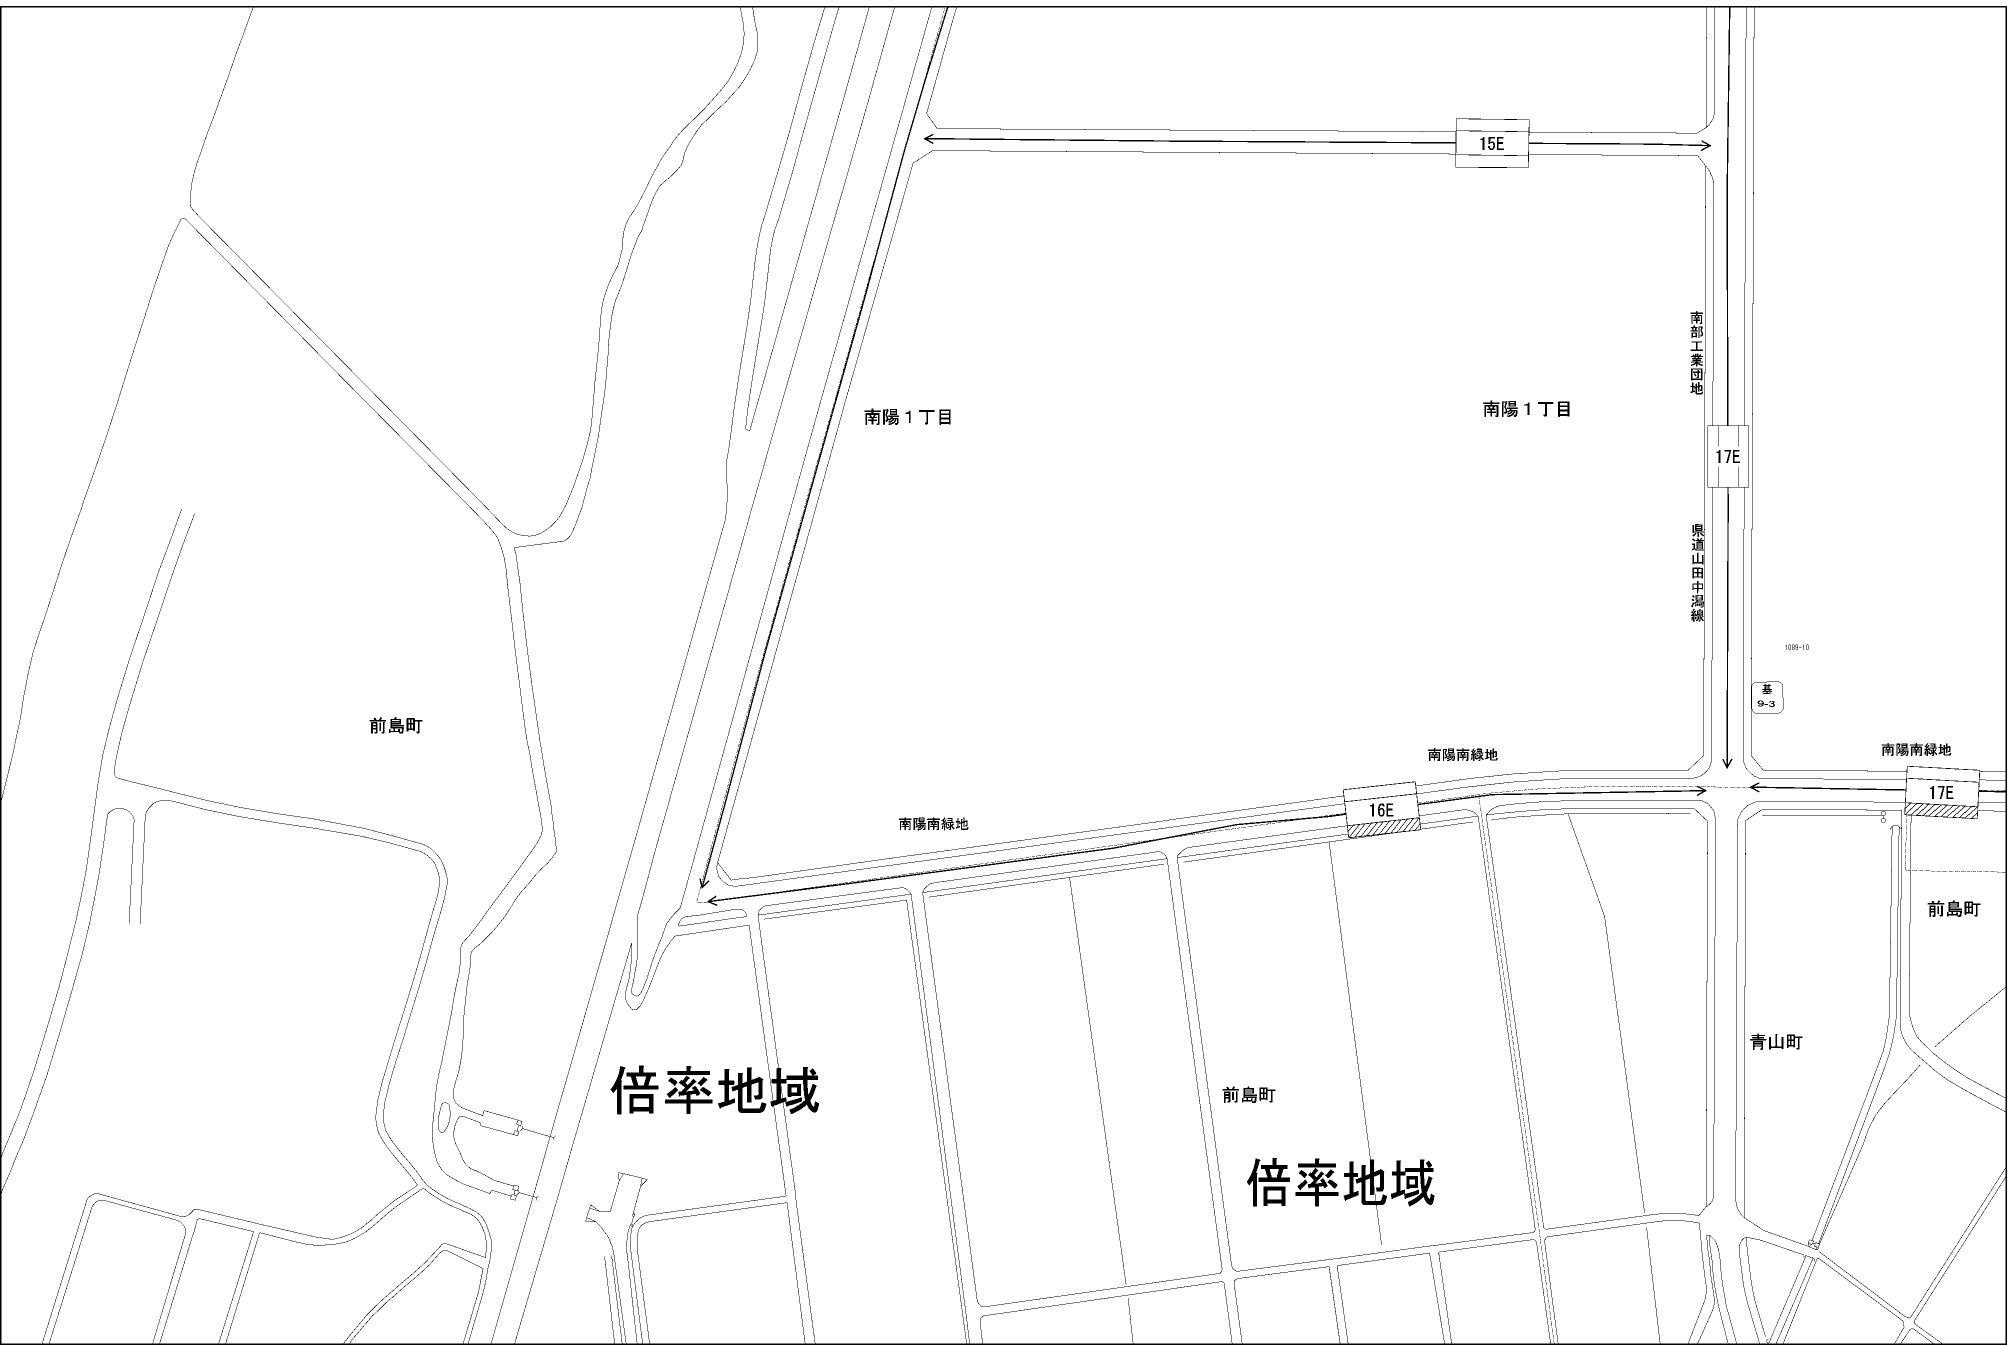 15E
南部工業団地
南陽１丁目
南陽１丁目
17E
県道山田中潟線
1089-10
基
9-3
前島町
南陽南緑地
南陽南緑地
17E
16E
南陽南緑地
前島町
青山町
倍率地域
前島町
倍率地域